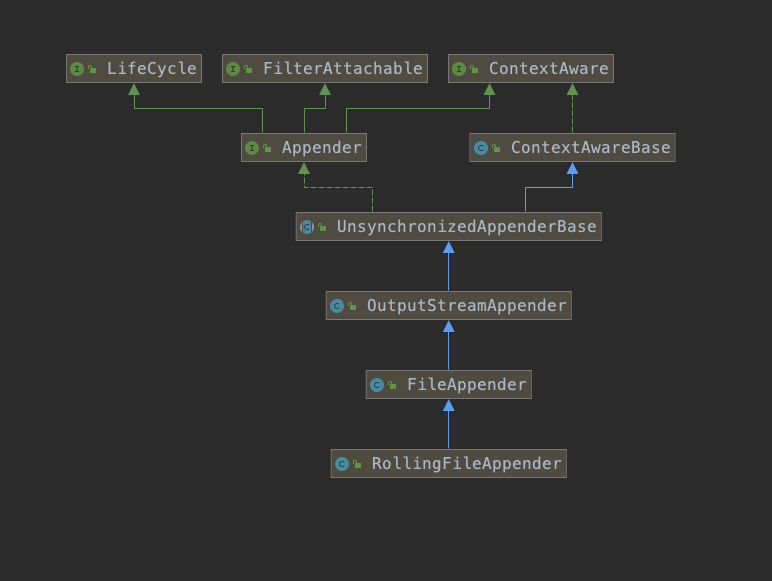 LifeCycle
FilterAttachable
ContextAware
Appender
ContextAwareBase
UnsynchronizedAppenderBase
OutputStreamAppender
FileAppender
RollingFileAppender